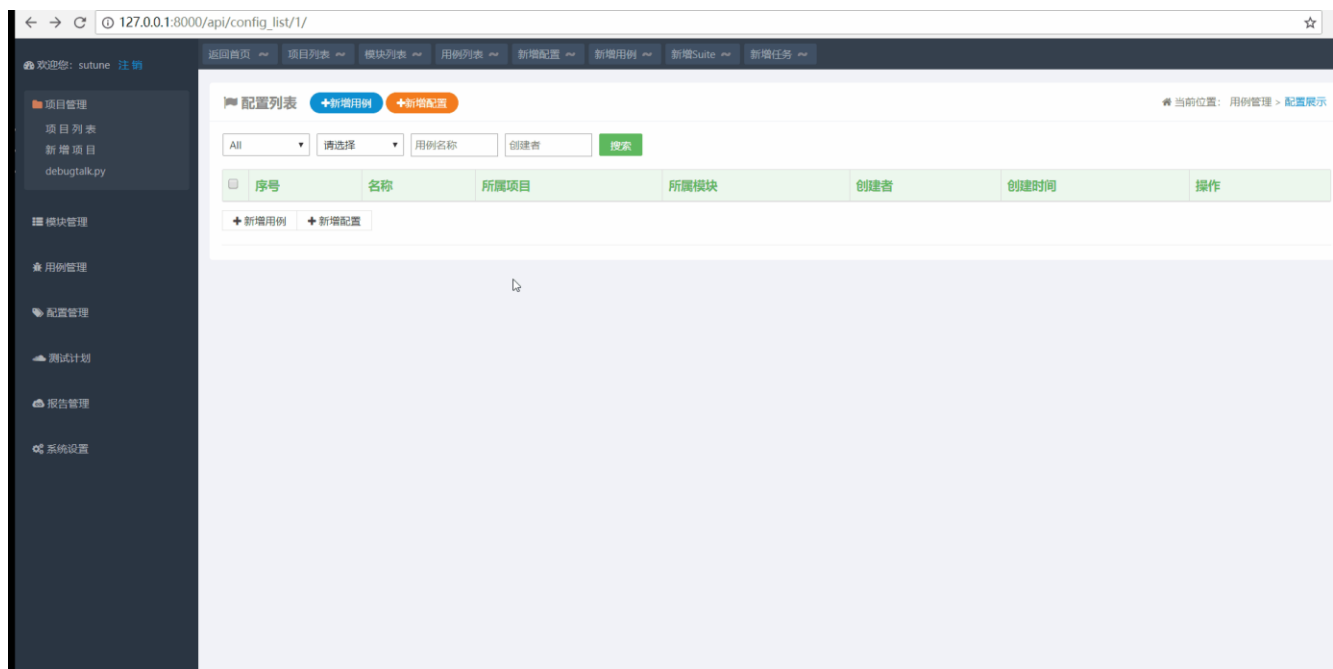 127.0.0.1:8000/api/config_list/1/
欢迎您: sutune 注销
返回首页 项目列表 模块列表 用例列表 新增配置 新增用例 新增Suite 新增任务
项目管理
项目列表
新增项目
debugtalk.py
模块管理
用例管理
配置管理
测试计划
报告管理
系统设置
配置列表 +新增用例 +新增配置
当前位置: 用例管理 > 配置展示
All 请选择 用例名称 创建者 搜索
序号 名称 所属项目 所属模块 创建者 创建时间 操作
+新增用例 +新增配置